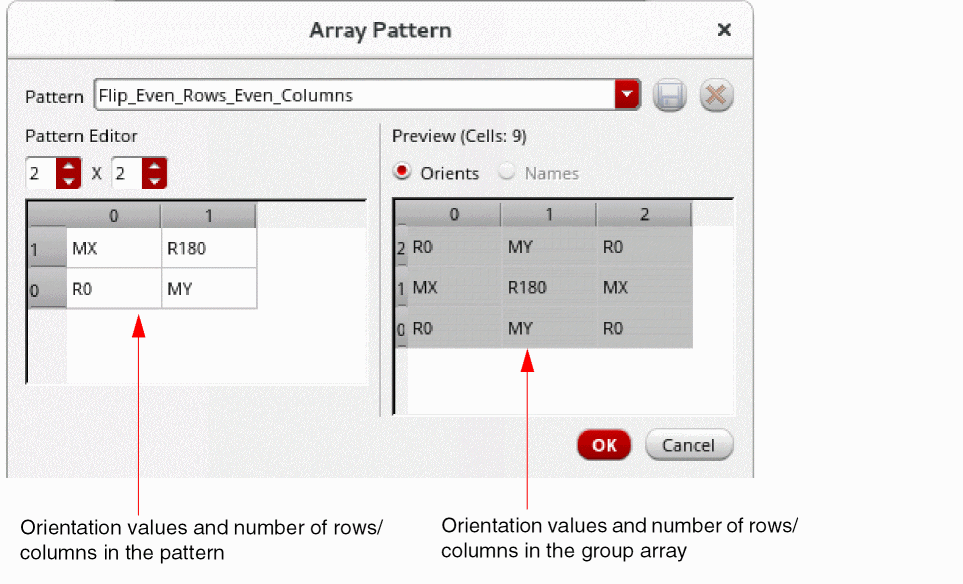 Array Pattern
Pattern Flip_Even_Rows_Even_Columns
Pattern Editor
2 X 2
0 1
1 MX R180
0 R0 MY
Preview (Cells: 9)
Orients Names
0 1 2
2 R0 MY R0
1 MX R180 MX
0 R0 MY R0
OK Cancel
Orientation values and number of rows/
columns in the pattern
Orientation values and number of rows/
columns in the group array